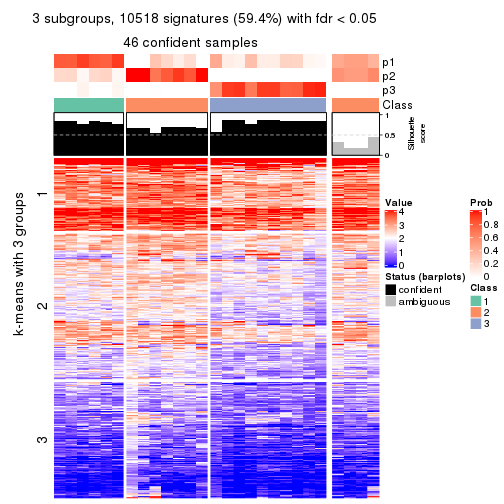 3 subgroups, 10518 signatures (59.4%) with fdr < 0.05
46 confident samples
p1
p2
p3
Class
1
0.5
0
Silhouette
score
k-means with 3 groups
1
2
3
Value
4
3
2
1
0
Status (barplots)
confident
ambiguous
Prob
1
0.8
0.6
0.4
0.2
0
Class
1
2
3